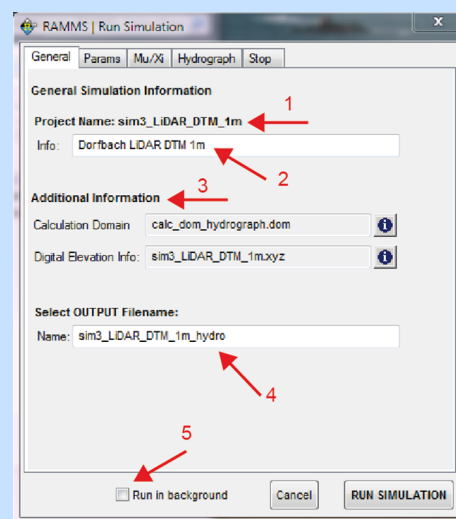 RAMMS | Run Simulation
x
General Params Mu/Xi Hydrograph Stop
General Simulation Information
1
Project Name: sim3_LiDAR_DTM_1m
Info: Dorfbach LiDAR DTM 1m
2
3
Additional Information
Calculation Domain calc_dom_hydrograph.dom i
Digital Elevation Info: sim3_LiDAR_DTM_1m.xyz i
Select OUTPUT Filename:
Name: sim3_LiDAR_DTM_1m_hydro
4
5
Run in background Cancel RUN SIMULATION